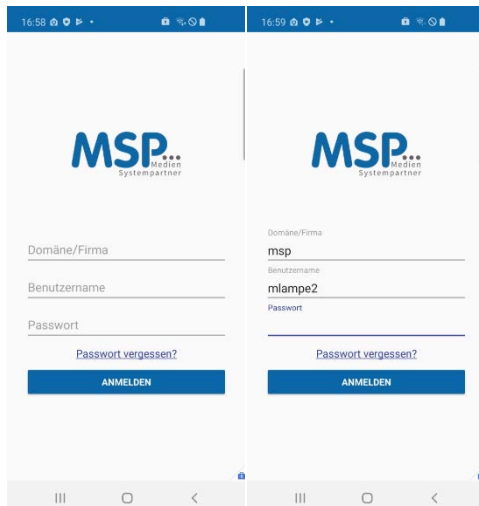 16:58
MSP...
Medien
Systempartner
Domäne/Firma
Benutzername
Passwort
Passwort vergessen?
ANMELDEN
16:59
MSP...
Medien
Systempartner
Domäne/Firma
msp
Benutzername
mlampe2
Passwort
Passwort vergessen?
ANMELDEN